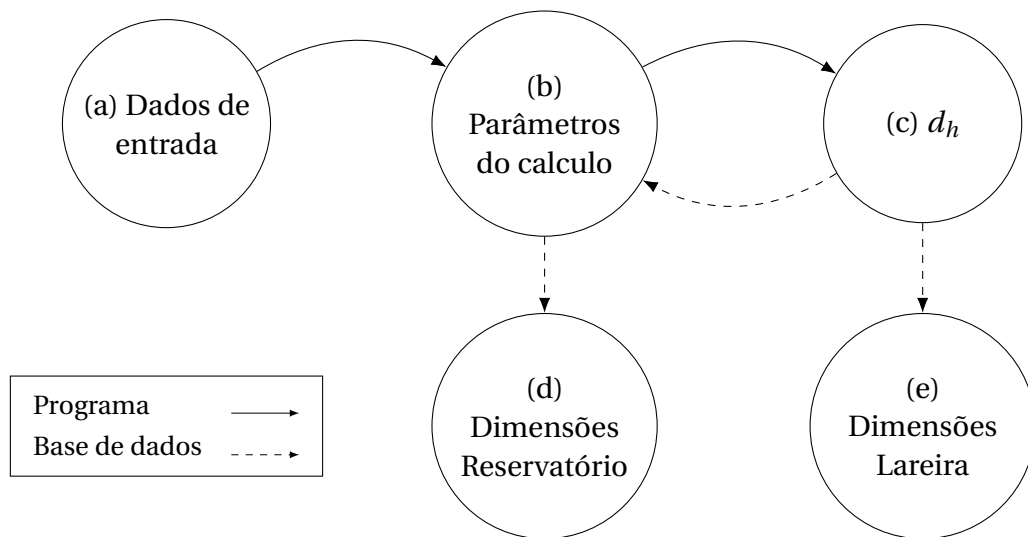 (a) Dados de
entrada
(b)
Parâmetros
do calculo
(c) d_h
(d)
Dimensões
Reservatório
(e)
Dimensões
Lareira
Programa
Base de dados